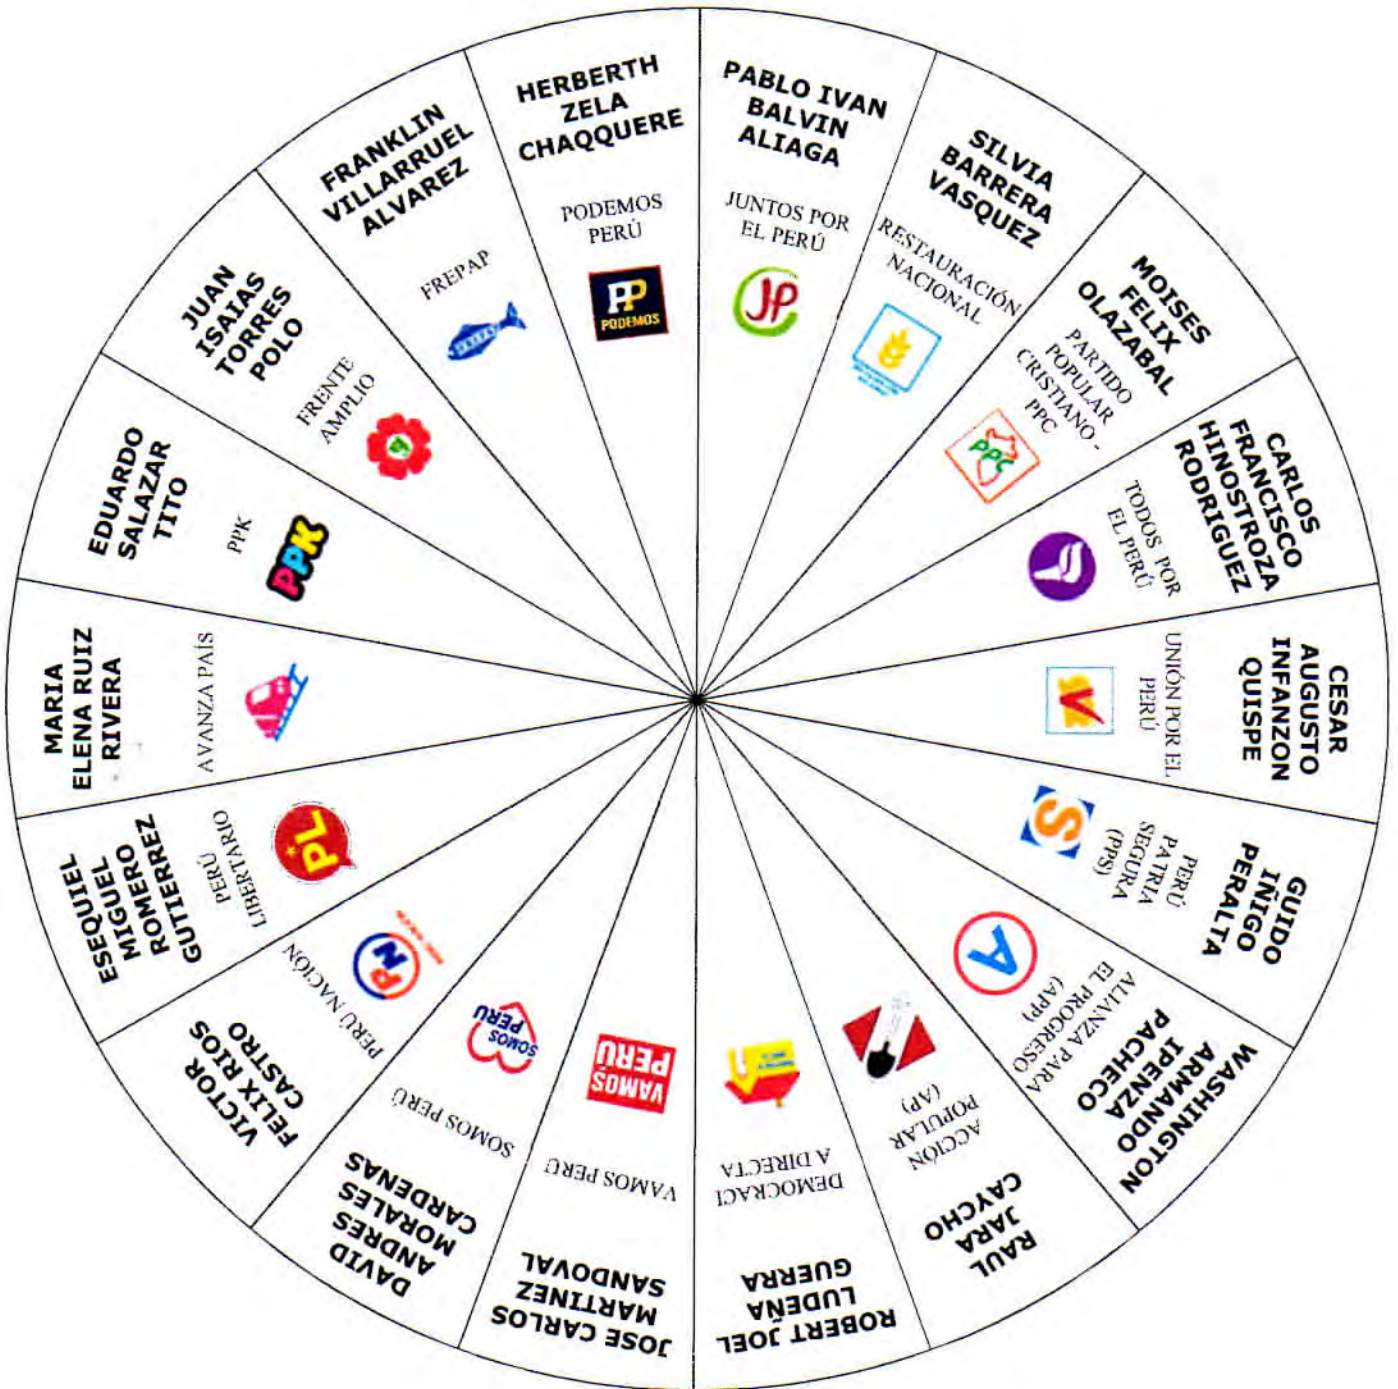 PABLO IVAN
BALVIN
ALIAGA
JUNTOS POR
EL PERÚ
JP
SILVIA
BARRERA
VASQUEZ
RESTAURACIÓN
NACIONAL
MOISES
FELIX
OLAZABAL
PARTIDO
POPULAR
CRISTIANO -
PPC
PPC
CARLOS
FRANCISCO
HINOSTROZA
RODRIGUEZ
TODOS POR
EL PERÚ
CESAR
AUGUSTO
INFANZON
QUISPE
UNIÓN POR EL
PERÚ
GUIDO
IÑIGO
PERALTA
PERÚ
PATRIA
SEGURA
(PPS)
S
WASHINGTON
ARMANDO
IPENZA
PACHECO
ALIANZA PARA
EL PROGRESO
(APP)
A
RAUL
JARA
CAYCHO
ACCIÓN
POPULAR
(AP)
ROBERT JOEL
LUDEÑA
GUERRA
DEMOCRACI
A DIRECTA
JOSE CARLOS
MARTINEZ
SANDOVAL
VAMOS PERÚ
VAMOS
PERÚ
DAVID
ANDRES
MORALES
CARDENAS
SOMOS PERÚ
SOMOS
PERÚ
VICTOR
FELIX RIOS
CASTRO
PERÚ NACIÓN
PN
ESEQUIEL
MIGUEL
ROMERO
GUTIERREZ
PERÚ
LIBERTARIO
PL
MARIA
ELENA RUIZ
RIVERA
AVANZA PAÍS
EDUARDO
SALAZAR
TITO
PPK
PPK
JUAN
ISAIAS
TORRES
POLO
FRENTE
AMPLIO
FRANKLIN
VILLARRUEL
ALVAREZ
FREPAP
HERBERTH
ZELA
CHAQQUERE
PODEMOS
PERÚ
PP
PODEMOS